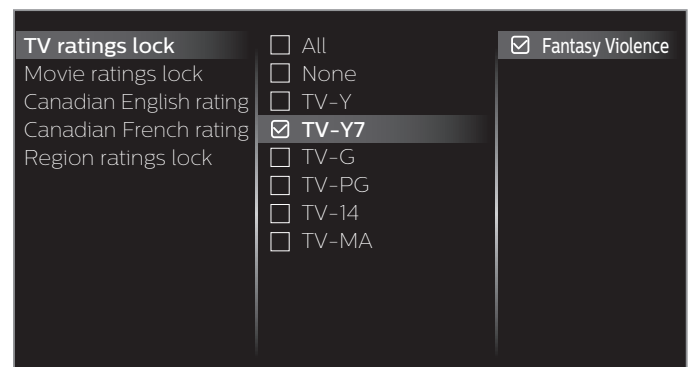 TV ratings lock
Movie ratings lock
Canadian English rating
Canadian French rating
Region ratings lock
All
None
TV-Y
TV-Y7
TV-G
TV-PG
TV-14
TV-MA
Fantasy Violence